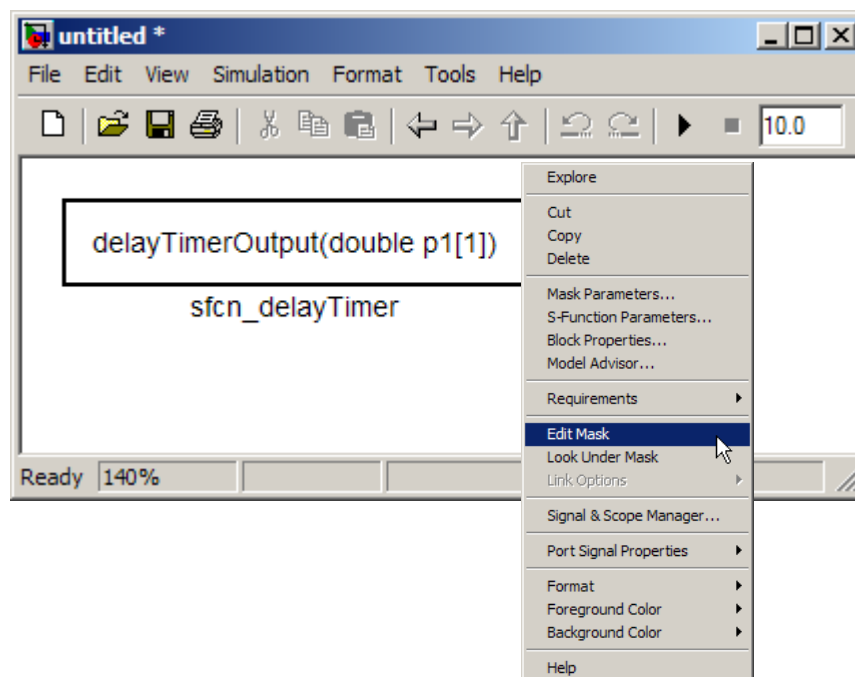 untitled *
File Edit View Simulation Format Tools Help
10.0
delayTimerOutput(double p1[1])
sfcn_delayTimer
Ready 140%
Explore
Cut
Copy
Delete
Mask Parameters...
S-Function Parameters...
Block Properties...
Model Advisor...
Requirements
Edit Mask
Look Under Mask
Link Options
Signal & Scope Manager...
Port Signal Properties
Format
Foreground Color
Background Color
Help